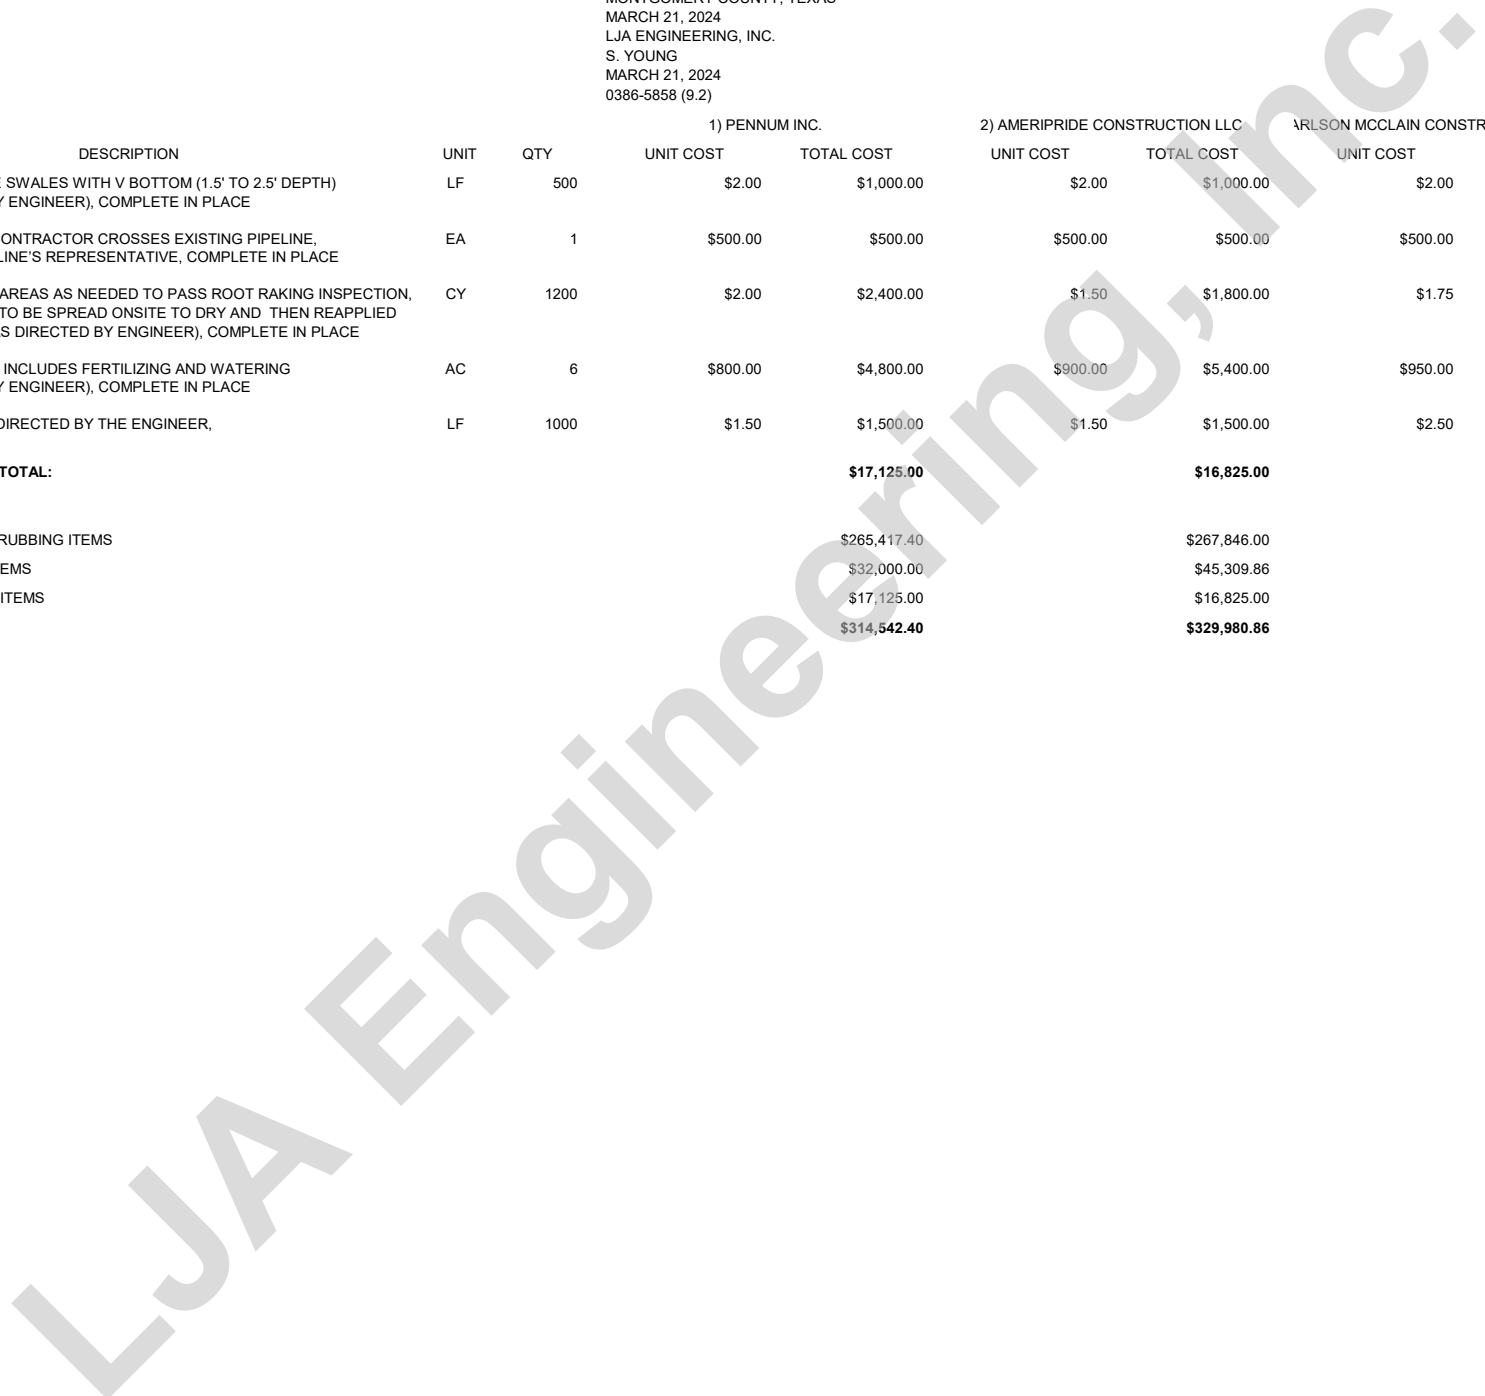 MONTGOMERY COUNTY, TEXAS
MARCH 21, 2024
LJA ENGINEERING, INC.
S. YOUNG
MARCH 21, 2024
0386-5858 (9.2)
1) PENNUM INC. 2) AMERIPRIDE CONSTRUCTION LLC ARLSON MCCLAIN CONSTR
DESCRIPTION UNIT QTY UNIT COST TOTAL COST UNIT COST TOTAL COST UNIT COST
SWALES WITH V BOTTOM (1.5' TO 2.5' DEPTH) LF 500 $2.00 $1,000.00 $2.00 $1,000.00 $2.00
Y ENGINEER), COMPLETE IN PLACE
ONTRACTOR CROSSES EXISTING PIPELINE, EA 1 $500.00 $500.00 $500.00 $500.00 $500.00
LINE’S REPRESENTATIVE, COMPLETE IN PLACE
AREAS AS NEEDED TO PASS ROOT RAKING INSPECTION, CY 1200 $2.00 $2,400.00 $1.50 $1,800.00 $1.75
TO BE SPREAD ONSITE TO DRY AND THEN REAPPLIED
S DIRECTED BY ENGINEER), COMPLETE IN PLACE
INCLUDES FERTILIZING AND WATERING AC 6 $800.00 $4,800.00 $900.00 $5,400.00 $950.00
Y ENGINEER), COMPLETE IN PLACE
DIRECTED BY THE ENGINEER, LF 1000 $1.50 $1,500.00 $1.50 $1,500.00 $2.50
TOTAL: $17,125.00 $16,825.00
RUBBING ITEMS $265,417.40 $267,846.00
EMS $32,000.00 $45,309.86
ITEMS $17,125.00 $16,825.00
$314,542.40 $329,980.86
LJA Engineering, Inc.